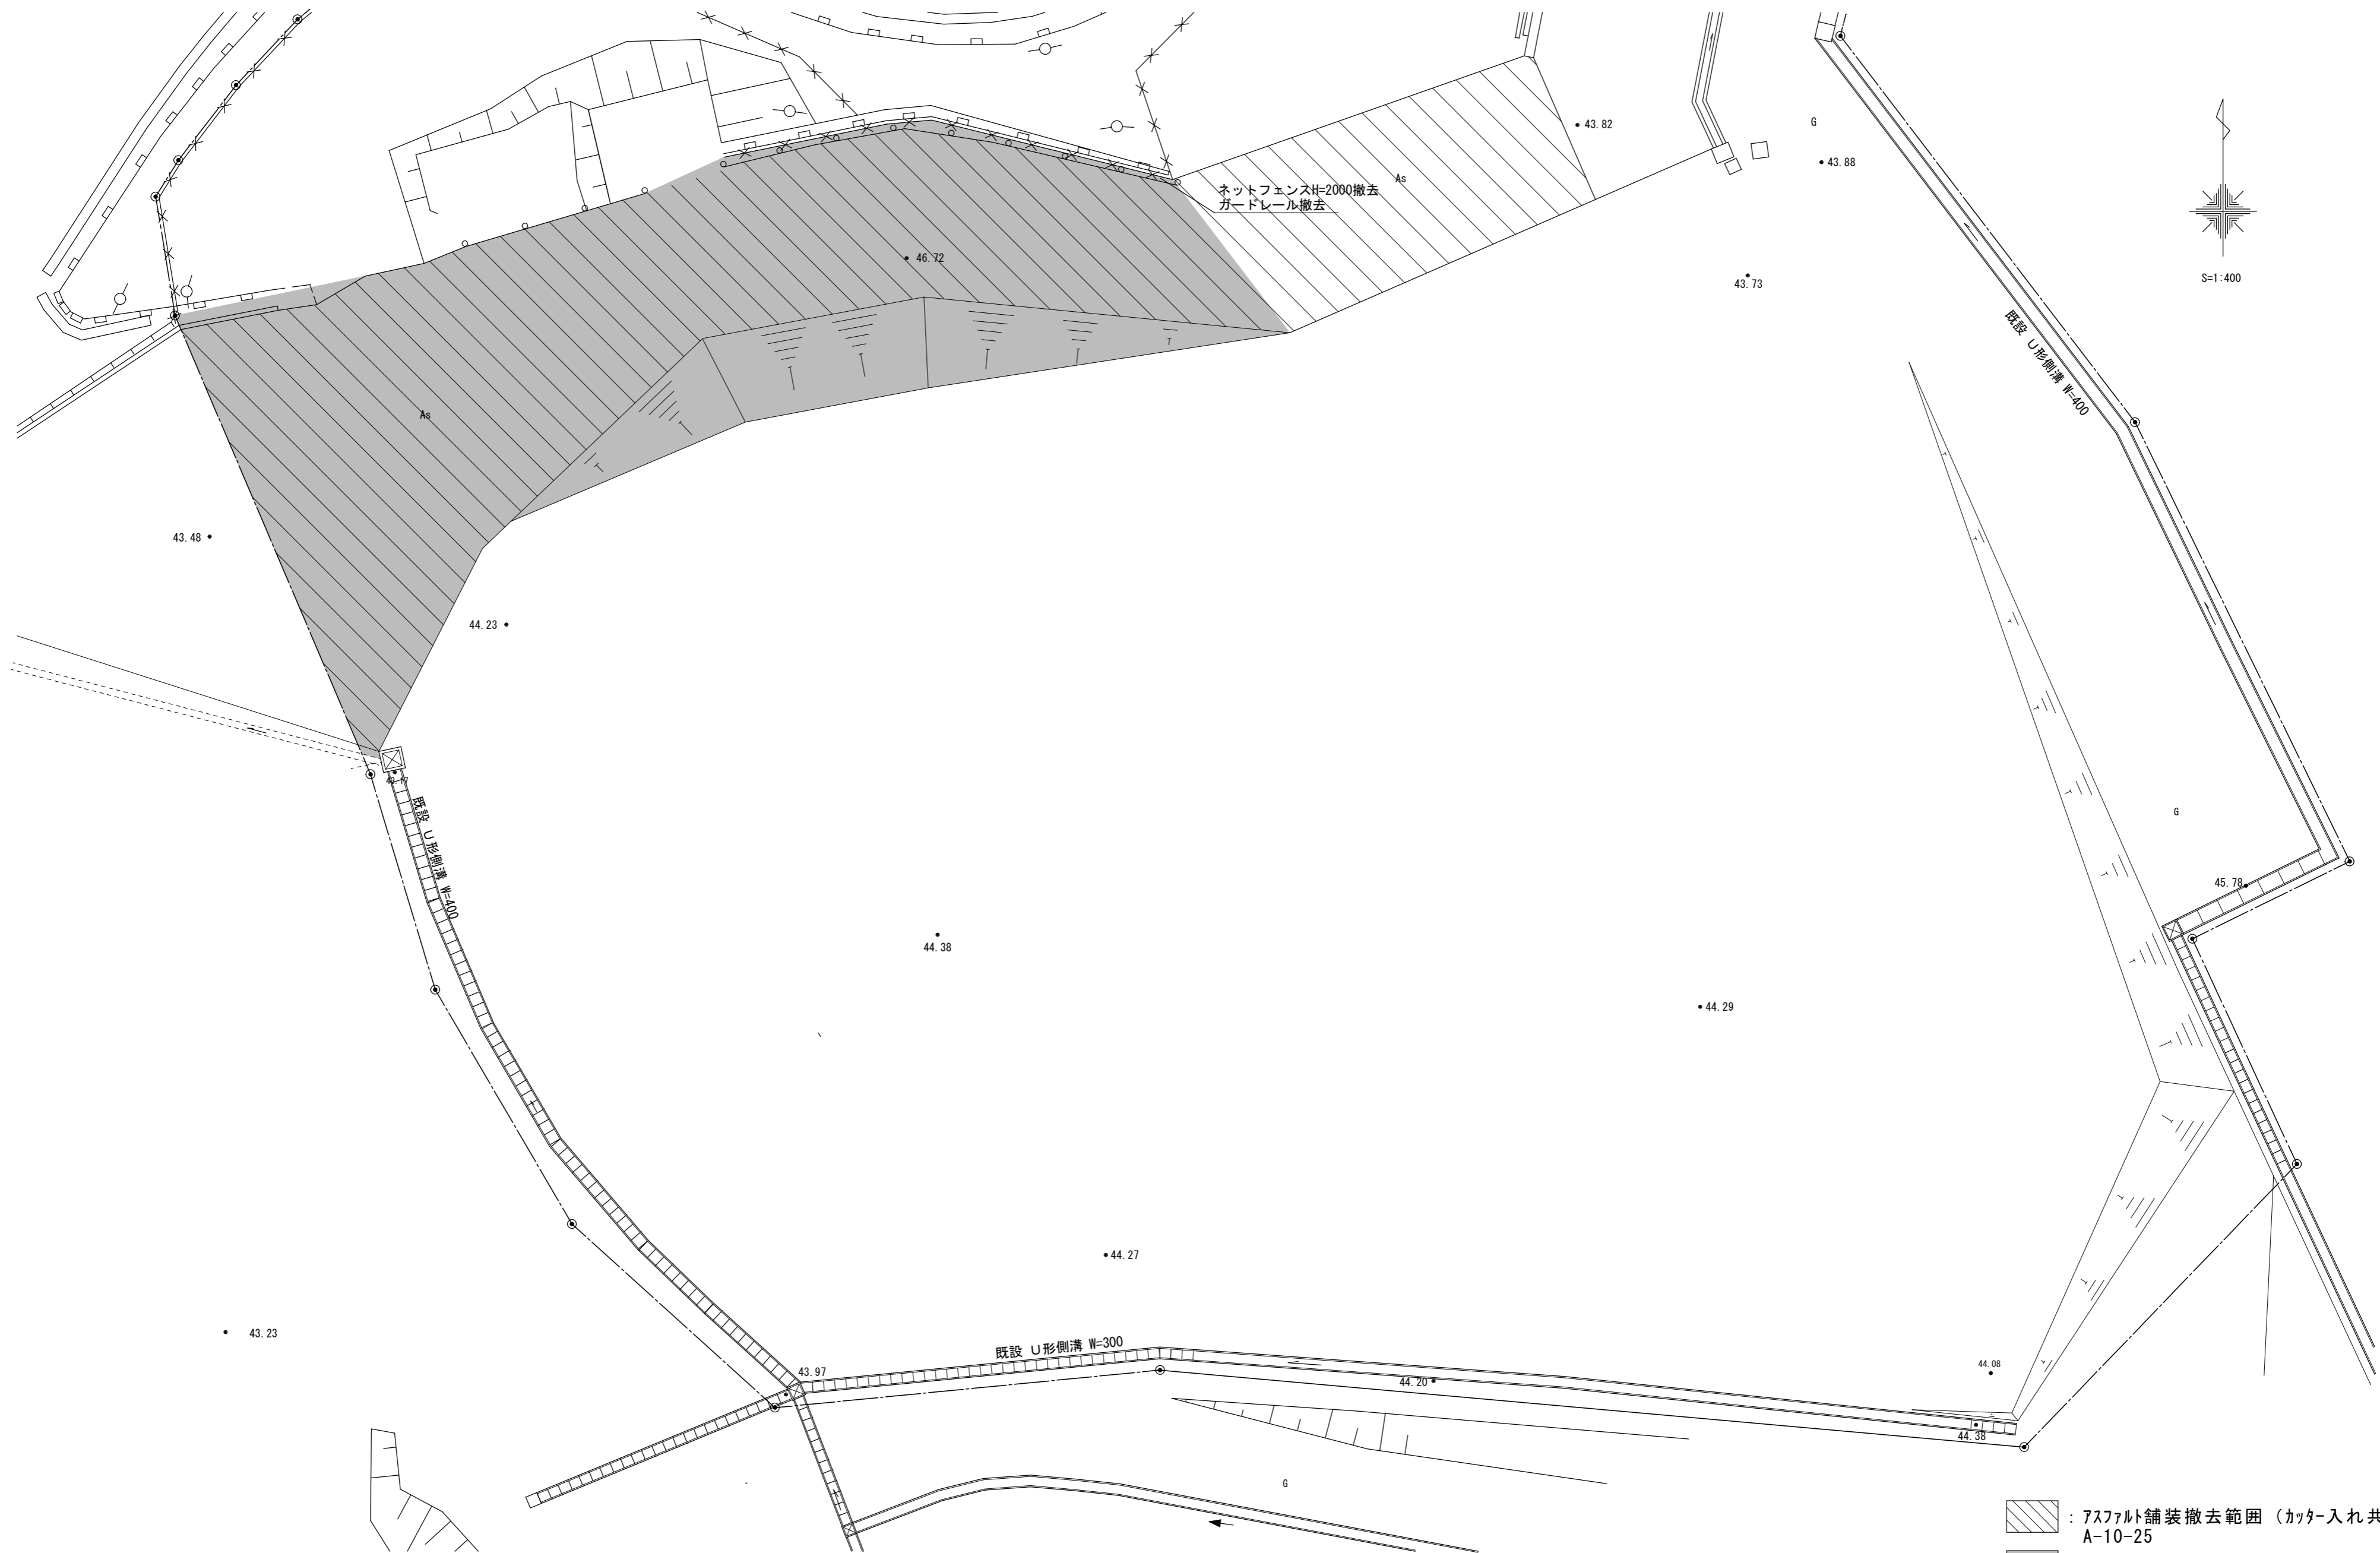 43.82
G
43.88
As
ネットフェンスH=2000撤去
ガードレール撤去
46.72
43.73
S=1:400
既設 U形側溝 W=400
As
43.48
44.23
既設 U形側溝 W=400
G
45.78
44.38
44.29
44.27
43.23
既設 U形側溝 W=300
43.97
44.20
44.08
44.38
G
: アスファルト舗装撤去範囲 (カッター入れ共
A-10-25